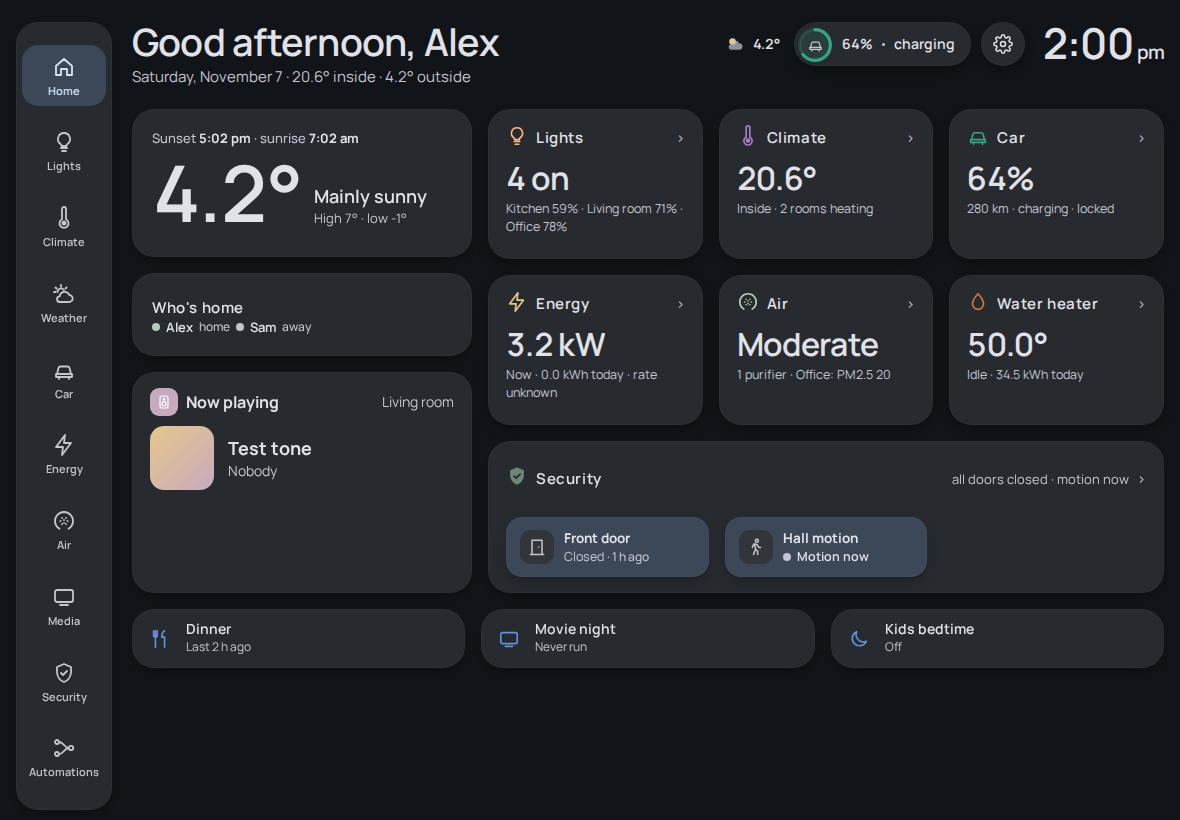 Home
Lights
Climate
Weather
Car
Energy
Air
Media
Security
Automations
Good afternoon, Alex
Saturday, November 7 · 20.6° inside · 4.2° outside
4.2°
64% · charging
2:00 pm
Sunset 5:02 pm · sunrise 7:02 am
4.2°
Mainly sunny
High 7° · low -1°
Who's home
Alex home Sam away
Now playing
Living room
Test tone
Nobody
Lights
4 on
Kitchen 59% · Living room 71% ·
Office 78%
Climate
20.6°
Inside · 2 rooms heating
Car
64%
280 km · charging · locked
Energy
3.2 kW
Now · 0.0 kWh today · rate
unknown
Air
Moderate
1 purifier · Office: PM2.5 20
Water heater
50.0°
Idle · 34.5 kWh today
Security
all doors closed · motion now
Front door
Closed · 1 h ago
Hall motion
Motion now
Dinner
Last 2 h ago
Movie night
Never run
Kids bedtime
Off